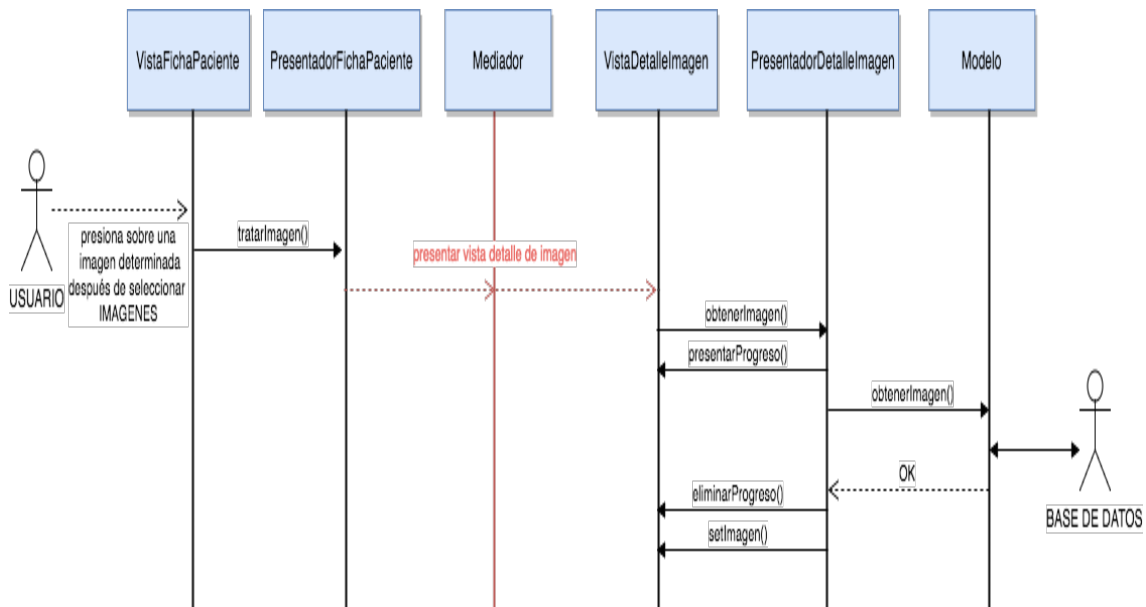 VistaFichaPaciente
PresentadorFichaPaciente
Mediador
VistaDetalleImagen
PresentadorDetalleImagen
Modelo
USUARIO
presiona sobre una
imagen determinada
después de seleccionar
IMAGENES
tratarImagen()
presentar vista detalle de imagen
obtenerImagen()
presentarProgreso()
obtenerImagen()
OK
eliminarProgreso()
setImagen()
BASE DE DATOS